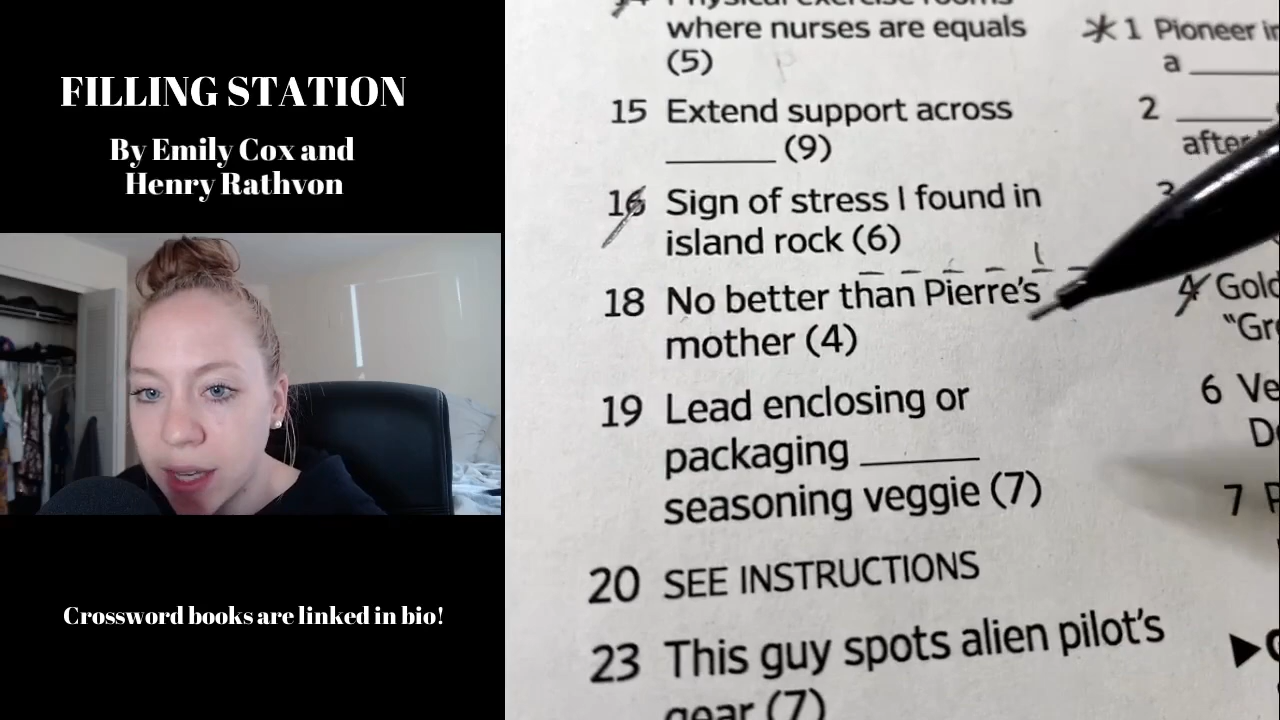 FILLING STATION
By Emily Cox and
Henry Rathvon
Crossword books are linked in bio!
where nurses are equals
(5)
15 Extend support across
_______ (9)
16 Sign of stress I found in
island rock (6)
18 No better than Pierre's
mother (4)
19 Lead enclosing or
packaging _______
seasoning veggie (7)
20 SEE INSTRUCTIONS
23 This guy spots alien pilot's
gear (7)
1 Pioneer in
a _______
2 _______
after
3
4 Gold
"Gr
6 Ve
D
7 P